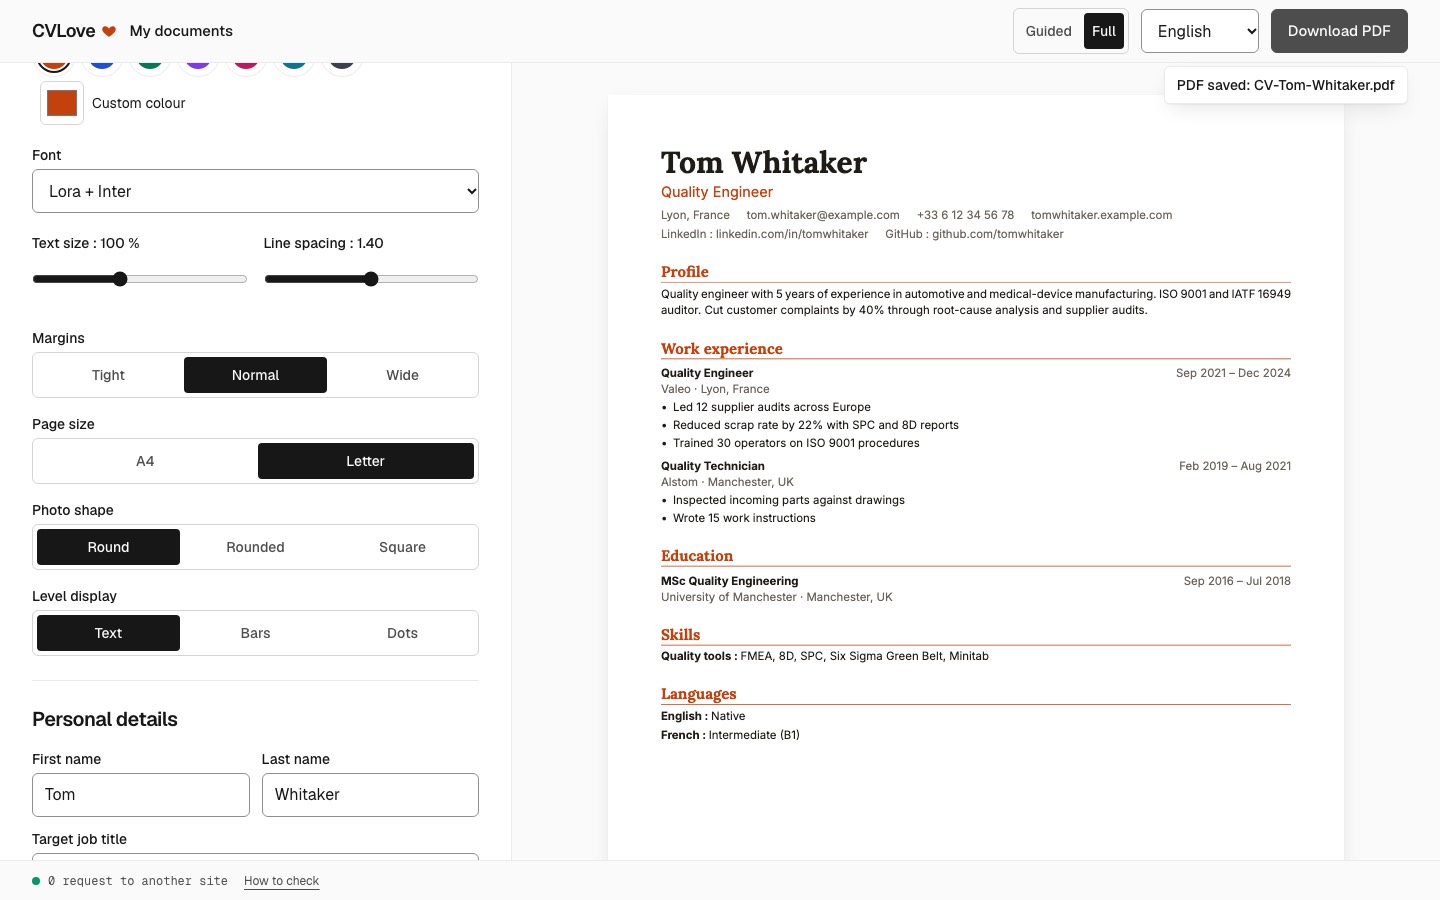 CVLove My documents
Guided Full English Download PDF
PDF saved: CV-Tom-Whitaker.pdf
Custom colour
Font
Lora + Inter
Text size : 100 % Line spacing : 1.40
Margins
Tight Normal Wide
Page size
A4 Letter
Photo shape
Round Rounded Square
Level display
Text Bars Dots
Personal details
First name Last name
Tom Whitaker
Target job title
Tom Whitaker
Quality Engineer
Lyon, France tom.whitaker@example.com +33 6 12 34 56 78 tomwhitaker.example.com
LinkedIn : linkedin.com/in/tomwhitaker GitHub : github.com/tomwhitaker
Profile
Quality engineer with 5 years of experience in automotive and medical-device manufacturing. ISO 9001 and IATF 16949
auditor. Cut customer complaints by 40% through root-cause analysis and supplier audits.
Work experience
Quality Engineer Sep 2021 – Dec 2024
Valeo · Lyon, France
• Led 12 supplier audits across Europe
• Reduced scrap rate by 22% with SPC and 8D reports
• Trained 30 operators on ISO 9001 procedures
Quality Technician Feb 2019 – Aug 2021
Alstom · Manchester, UK
• Inspected incoming parts against drawings
• Wrote 15 work instructions
Education
MSc Quality Engineering Sep 2016 – Jul 2018
University of Manchester · Manchester, UK
Skills
Quality tools : FMEA, 8D, SPC, Six Sigma Green Belt, Minitab
Languages
English : Native
French : Intermediate (B1)
0 request to another site How to check